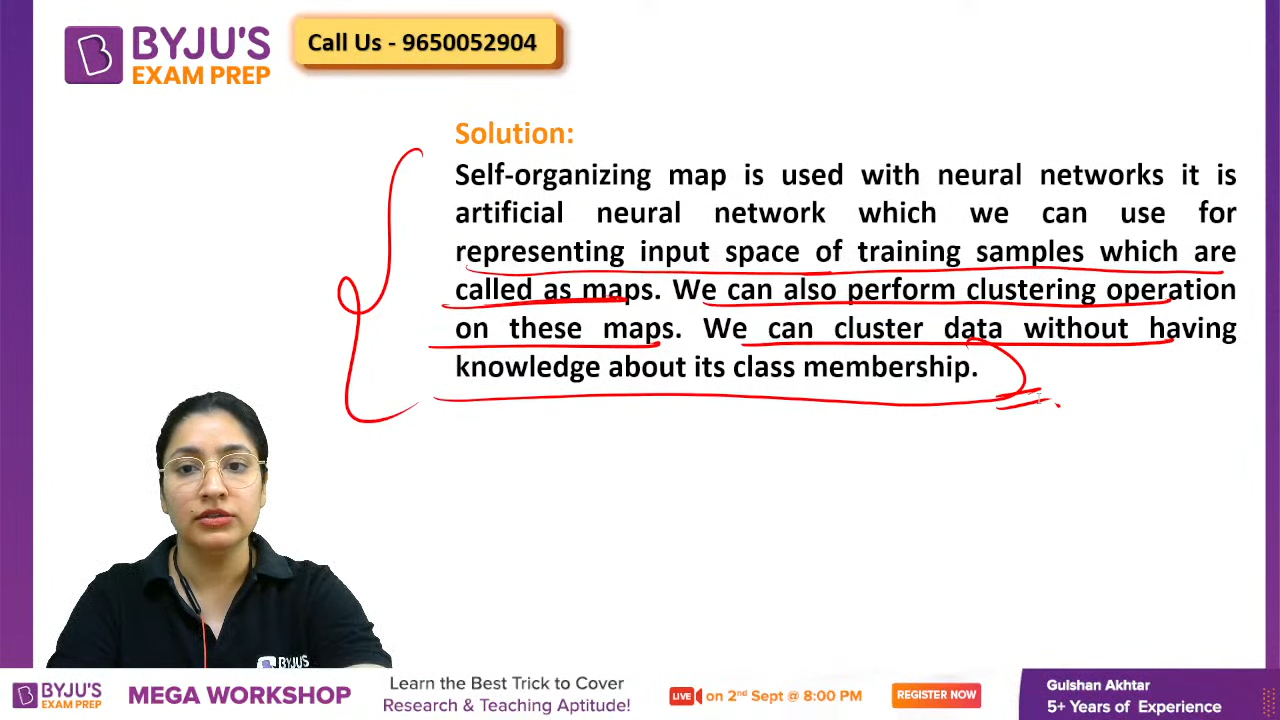 BYJU'S
EXAM PREP
Call Us - 9650052904
Solution:
Self-organizing map is used with neural networks it is
artificial neural network which we can use for
representing input space of training samples which are
called as maps. We can also perform clustering operation
on these maps. We can cluster data without having
knowledge about its class membership.
BYJU'S
BYJU'S
EXAM PREP
MEGA WORKSHOP
Learn the Best Trick to Cover
Research & Teaching Aptitude!
LIVE
on 2nd Sept @ 8:00 PM
REGISTER NOW
Gulshan Akhtar
5+ Years of Experience